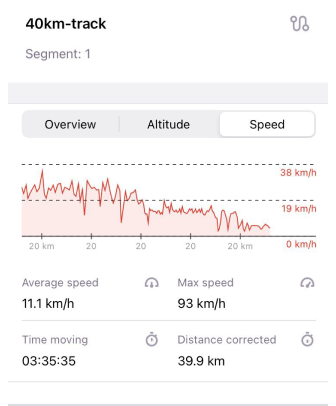 40km-track
Segment: 1
Overview Altitude Speed
38 km/h
19 km/h
20 km 20 20 20 20 km 0 km/h
Average speed Max speed
11.1 km/h 93 km/h
Time moving Distance corrected
03:35:35 39.9 km